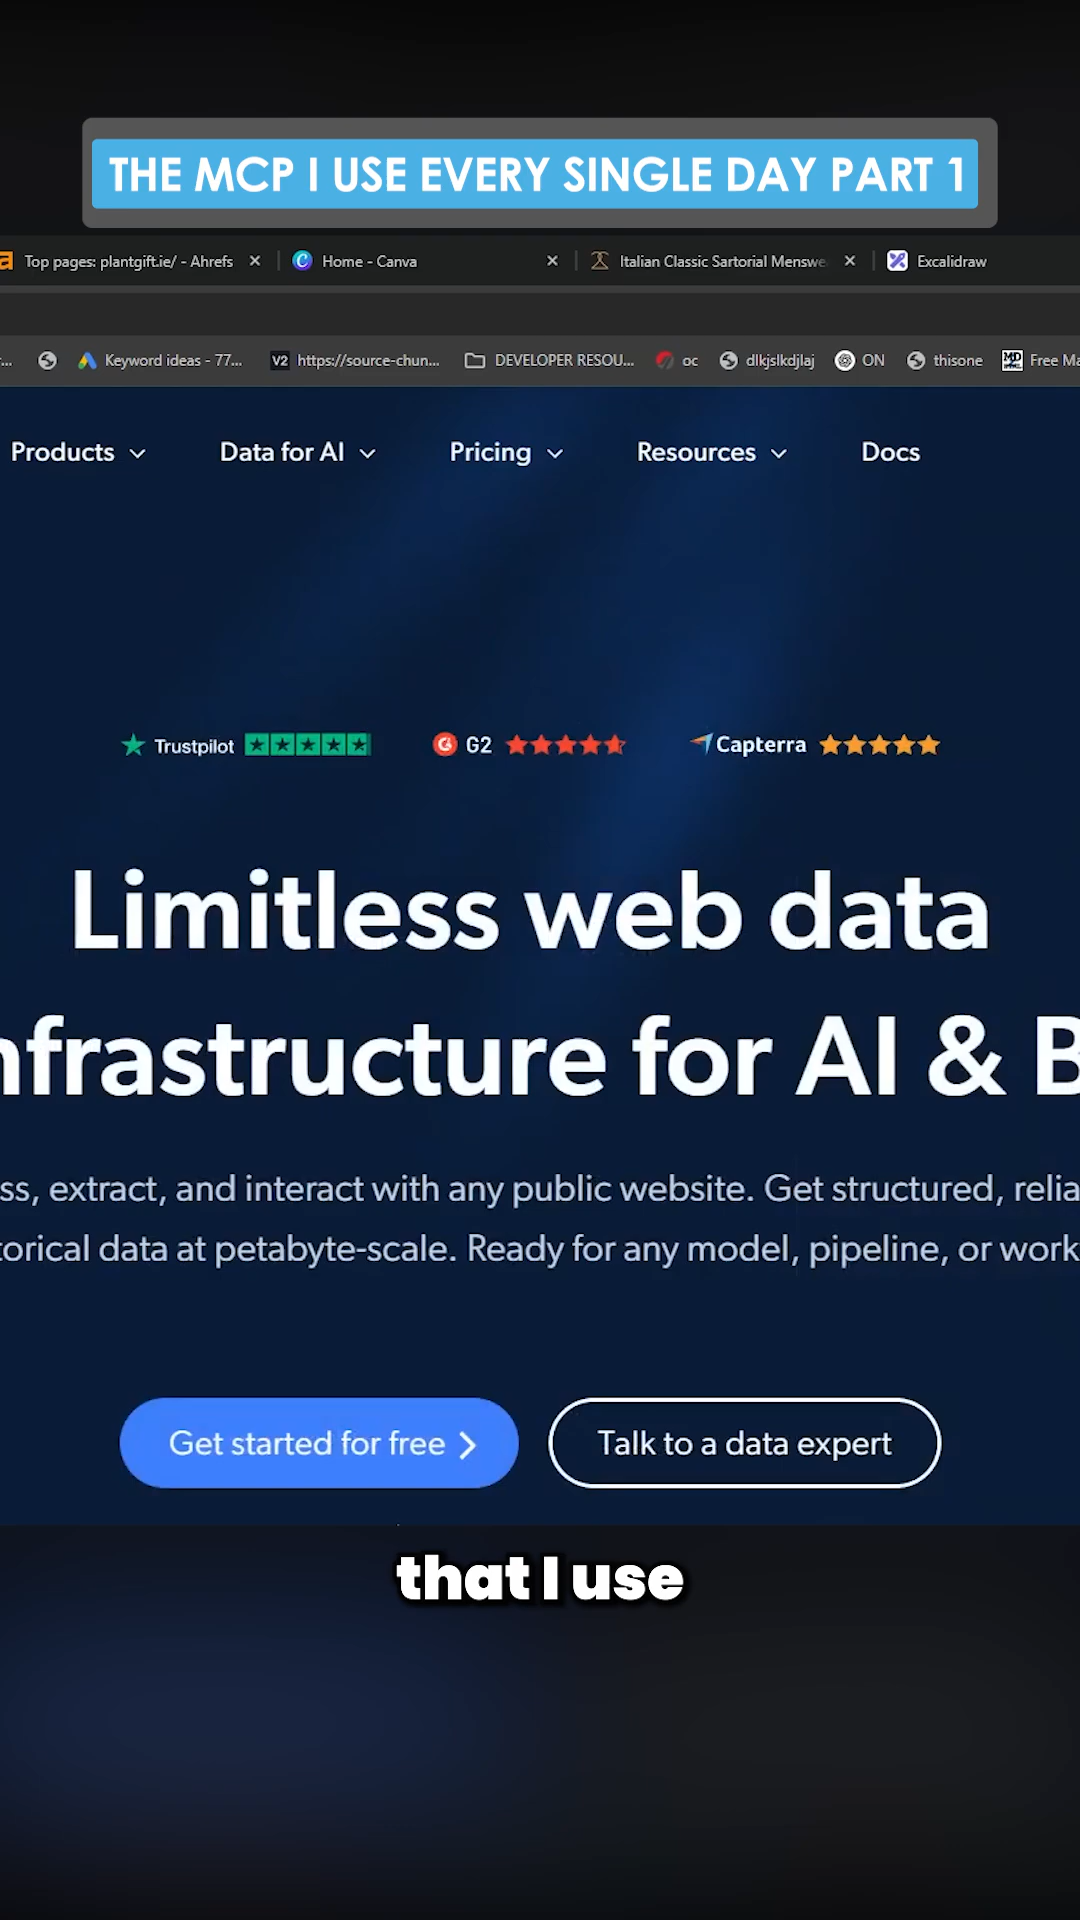 THE MCP I USE EVERY SINGLE DAY PART 1
Top pages: plantgift.ie/ - Ahrefs
Home - Canva
Italian Classic Sartorial Menswe
Excalidraw
Keyword ideas - 77...
V2 https://source-chun...
DEVELOPER RESOU...
oc
dlkjslkdjlaj
ON
thisone
MD
Free Ma
Products
Data for AI
Pricing
Resources
Docs
Trustpilot
G2
Capterra
Limitless web data
nfrastructure for AI & B
ss, extract, and interact with any public website. Get structured, relia
torical data at petabyte-scale. Ready for any model, pipeline, or work
Get started for free
Talk to a data expert
that I use